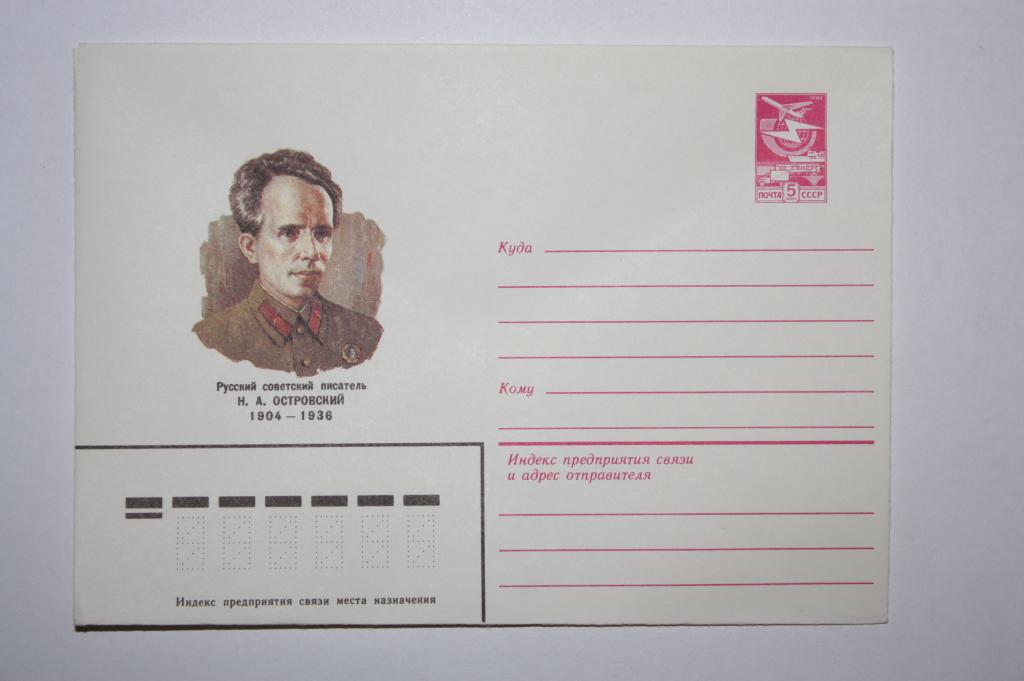 1982
ПОЧТА 5 СССР
Русский советский писатель
Н. А. ОСТРОВСКИЙ
1904 — 1936
Куда
Кому
Индекс предприятия связи
и адрес отправителя
Индекс предприятия связи места назначения